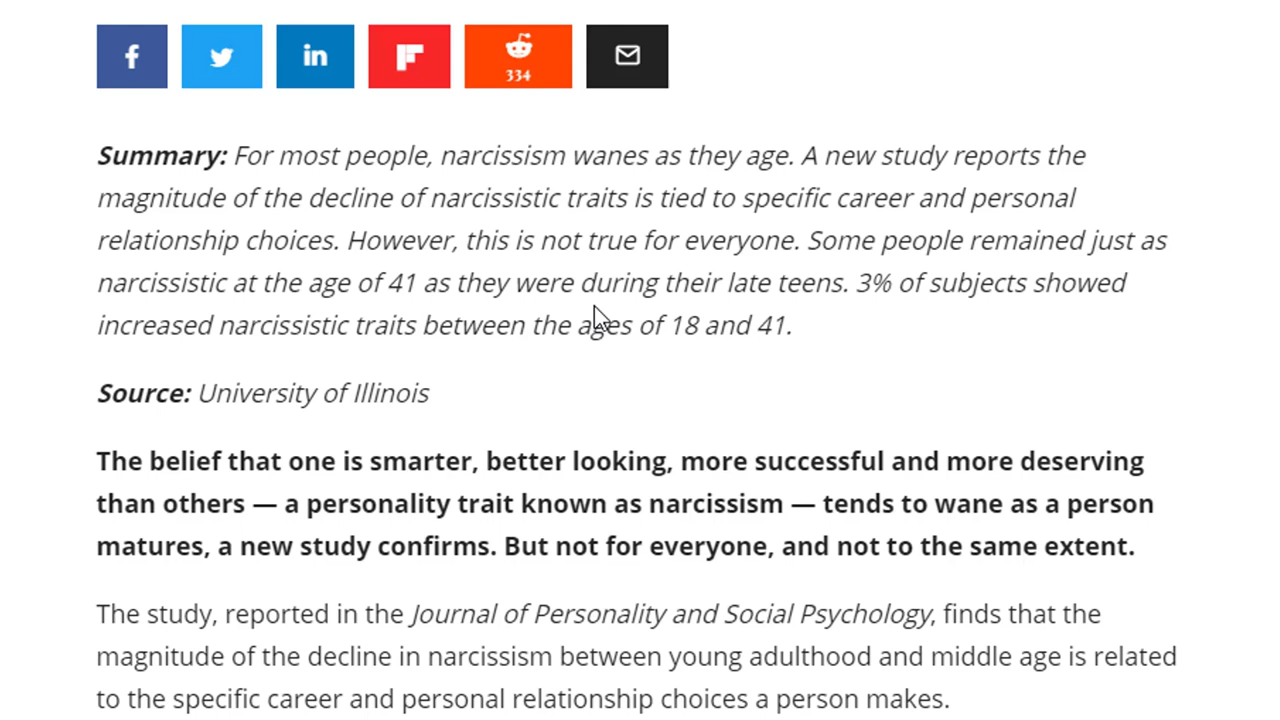 f in
334
Summary: For most people, narcissism wanes as they age. A new study reports the
magnitude of the decline of narcissistic traits is tied to specific career and personal
relationship choices. However, this is not true for everyone. Some people remained just as
narcissistic at the age of 41 as they were during their late teens. 3% of subjects showed
increased narcissistic traits between the ages of 18 and 41.
Source: University of Illinois
The belief that one is smarter, better looking, more successful and more deserving
than others — a personality trait known as narcissism — tends to wane as a person
matures, a new study confirms. But not for everyone, and not to the same extent.
The study, reported in the Journal of Personality and Social Psychology, finds that the
magnitude of the decline in narcissism between young adulthood and middle age is related
to the specific career and personal relationship choices a person makes.